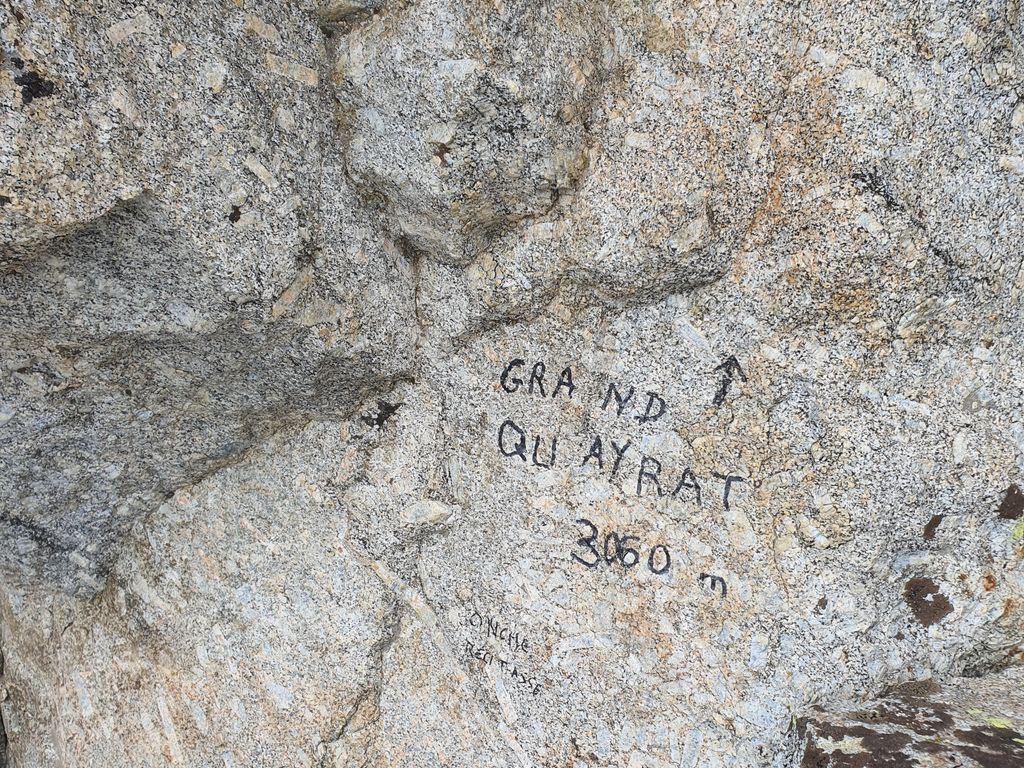 GRAND ↑
QUAYRAT
3060 m